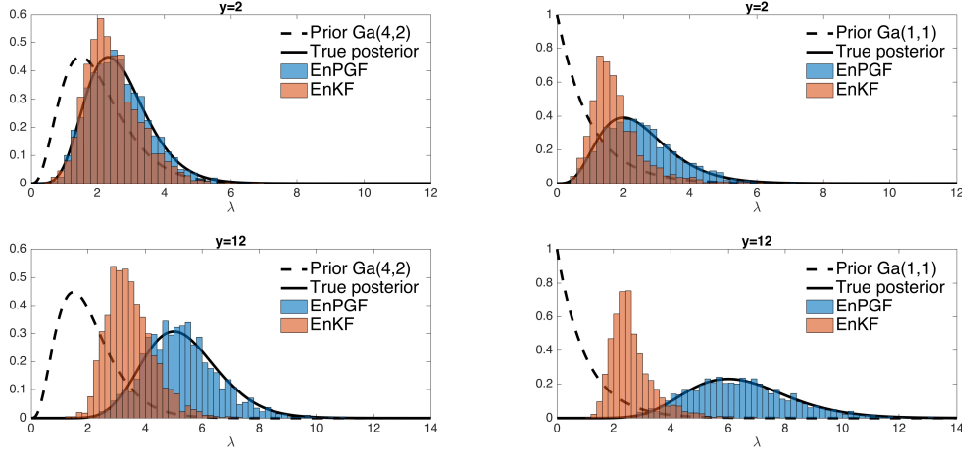 y=2
0.6
0.5
0.4
0.3
0.2
0.1
0
0 2 4 6 8 10 12
λ
Prior Ga(4,2)
True posterior
EnPGF
EnKF
y=2
1
0.8
0.6
0.4
0.2
0
0 2 4 6 8 10 12
λ
Prior Ga(1,1)
True posterior
EnPGF
EnKF
y=12
0.6
0.5
0.4
0.3
0.2
0.1
0
0 2 4 6 8 10 12 14
λ
Prior Ga(4,2)
True posterior
EnPGF
EnKF
y=12
1
0.8
0.6
0.4
0.2
0
0 2 4 6 8 10 12 14
λ
Prior Ga(1,1)
True posterior
EnPGF
EnKF